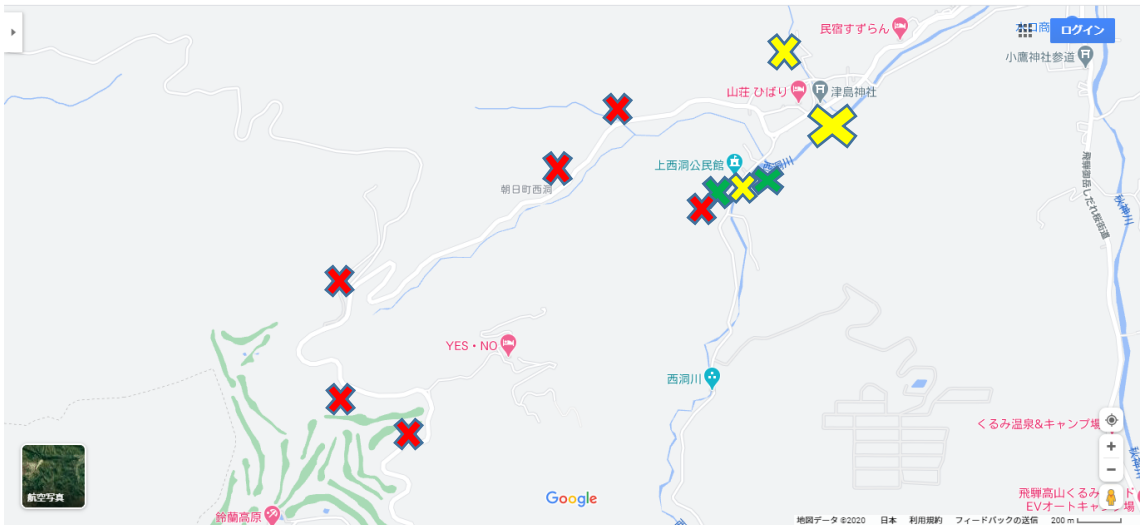 民宿すずらん
ログイン
小鷹神社参道
山荘 ひばり
津島神社
上西洞公民館
朝日町西洞
飛騨御岳しだれ桜街道
秋神川
YES・NO
西洞川
くるみ温泉&キャンプ場
航空写真
Google
飛騨高山くるみ
EVオートキャ
鈴蘭高原
地図データ ©2020 日本 利用規約 フィードバックの送信 200 m